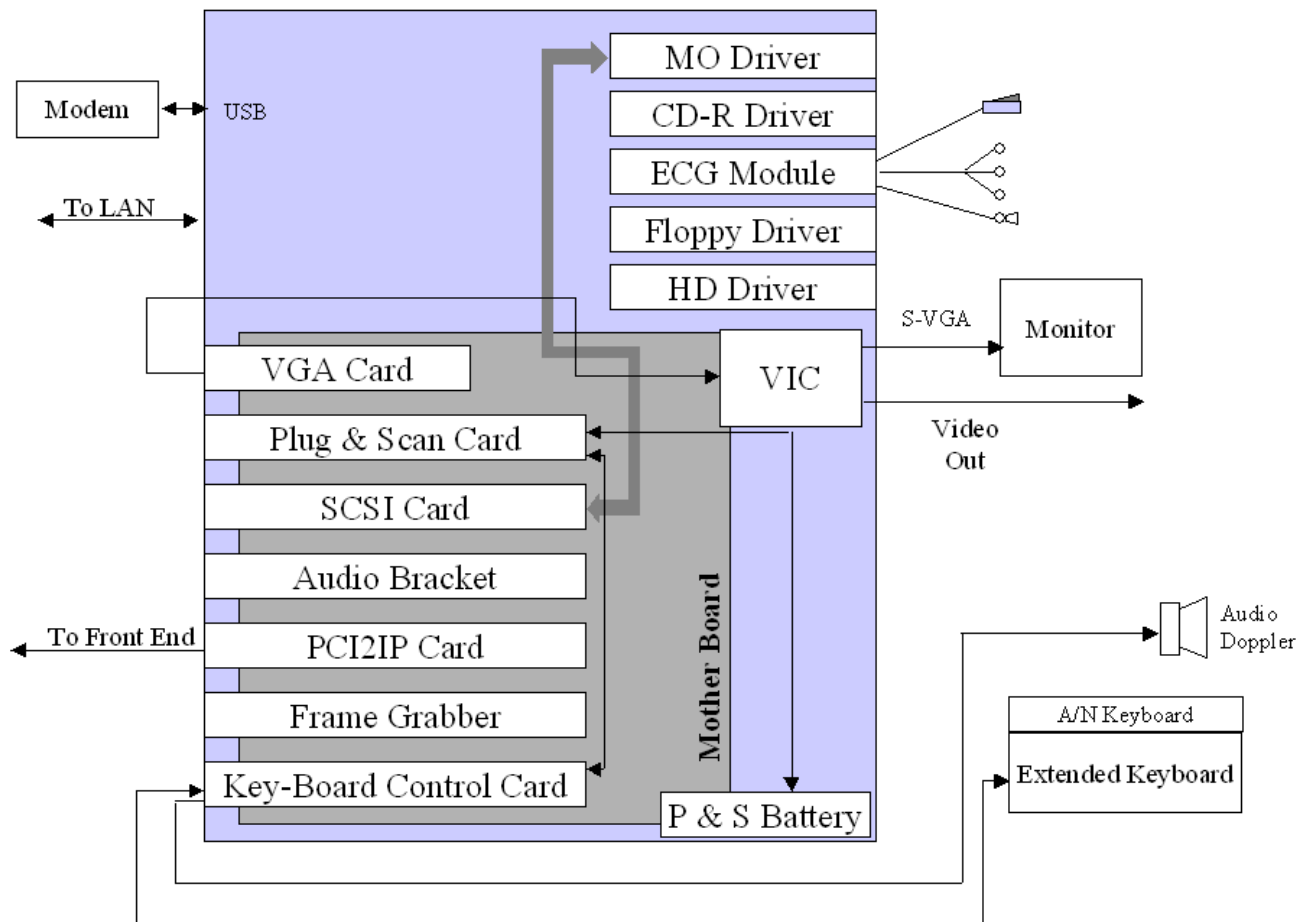 MO Driver
Modem
USB
CD-R Driver
ECG Module
To LAN
Floppy Driver
HD Driver
S-VGA
Monitor
VGA Card
VIC
Plug & Scan Card
Video
Out
SCSI Card
Audio Bracket
Mother Board
To Front End
PCI2IP Card
Audio
Doppler
Frame Grabber
A/N Keyboard
Key-Board Control Card
Extended Keyboard
P & S Battery